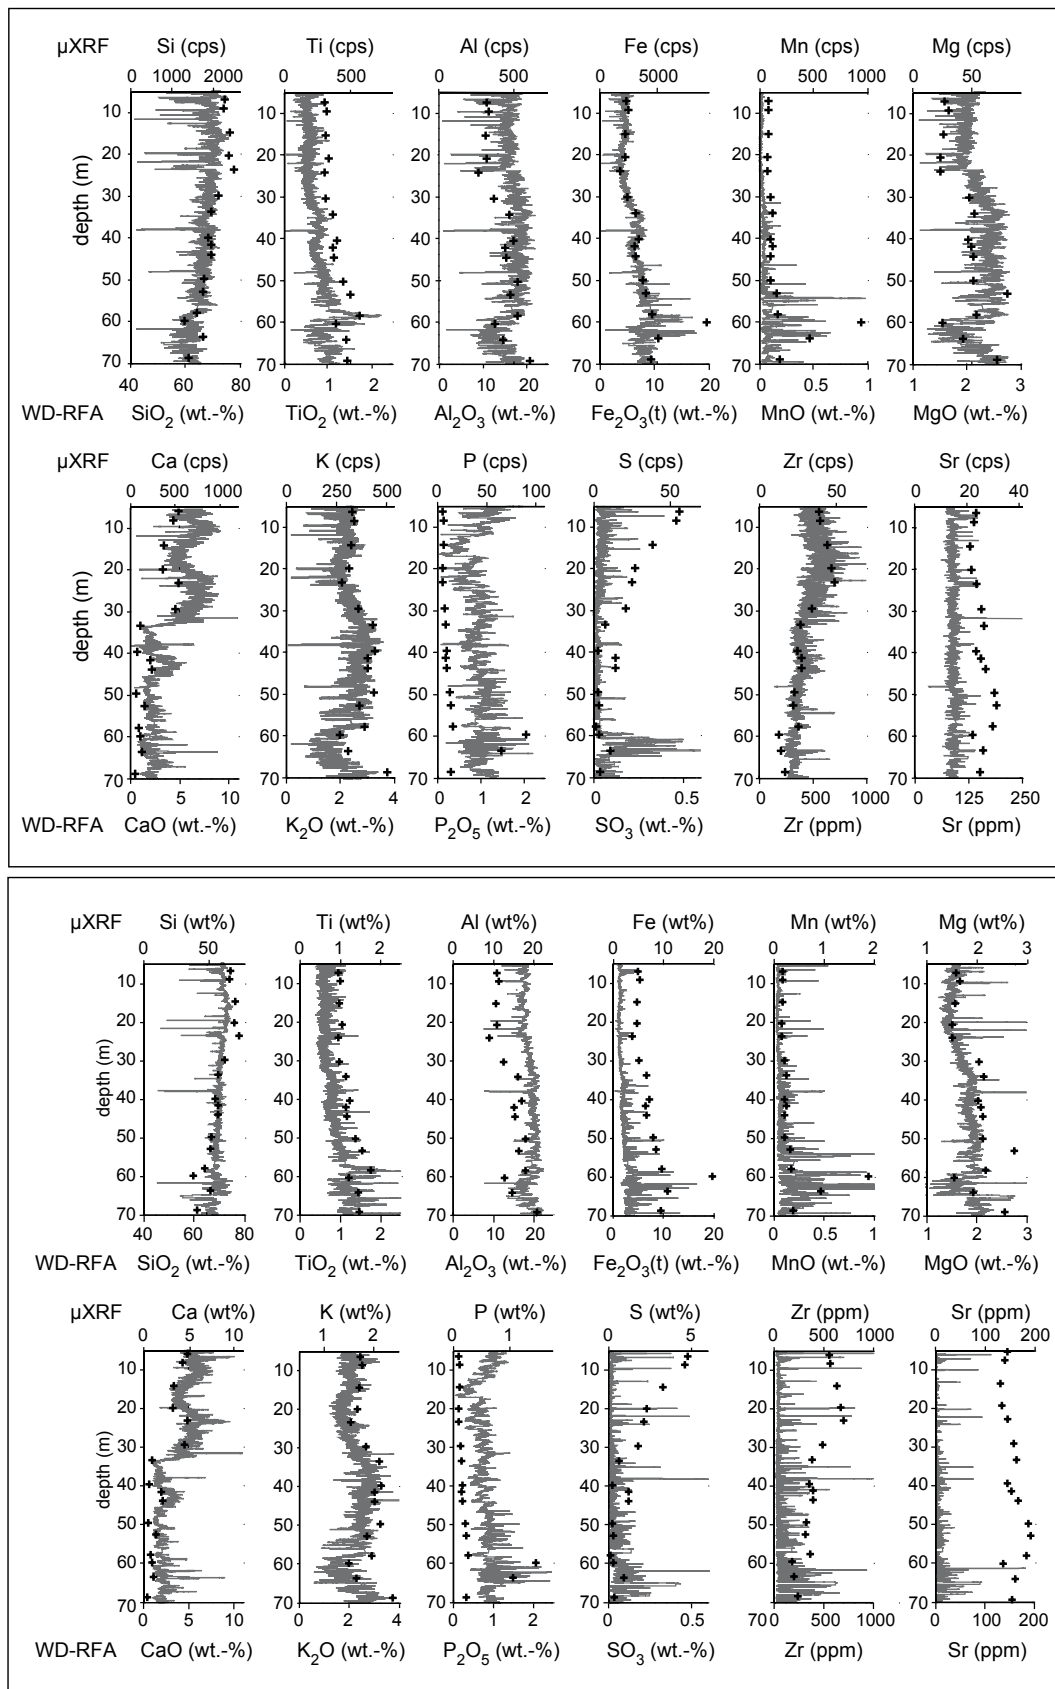 µXRF Si (cps) Ti (cps) Al (cps) Fe (cps) Mn (cps) Mg (cps)
0 1000 2000 0 500 0 500 0 5000 0 500 1000 0 50
10
20
30
40
50
60
70
depth (m)
40 60 80 0 1 2 0 10 20 0 10 20 0 0.5 1 1 2 3
WD-RFA SiO₂ (wt.-%) TiO₂ (wt.-%) Al₂O₃ (wt.-%) Fe₂O₃(t) (wt.-%) MnO (wt.-%) MgO (wt.-%)
µXRF Ca (cps) K (cps) P (cps) S (cps) Zr (cps) Sr (cps)
0 500 1000 0 250 500 0 50 100 0 50 0 50 0 20 40
10
20
30
40
50
60
70
depth (m)
0 5 10 0 2 4 0 1 2 0 0.5 0 500 1000 0 125 250
WD-RFA CaO (wt.-%) K₂O (wt.-%) P₂O₅ (wt.-%) SO₃ (wt.-%) Zr (ppm) Sr (ppm)
µXRF Si (wt%) Ti (wt%) Al (wt%) Fe (wt%) Mn (wt%) Mg (wt%)
0 50 0 1 2 0 10 20 0 10 20 0 1 2 1 2 3
10
20
30
40
50
60
70
depth (m)
40 60 80 0 1 2 0 10 20 0 10 20 0 0.5 1 1 2 3
WD-RFA SiO₂ (wt.-%) TiO₂ (wt.-%) Al₂O₃ (wt.-%) Fe₂O₃(t) (wt.-%) MnO (wt.-%) MgO (wt.-%)
µXRF Ca (wt%) K (wt%) P (wt%) S (wt%) Zr (ppm) Sr (ppm)
0 5 10 1 2 0 1 0 5 0 500 1000 0 100 200
10
20
30
40
50
60
70
depth (m)
0 5 10 0 2 4 0 1 2 0 0.5 70 500 1000 0 100 200
WD-RFA CaO (wt.-%) K₂O (wt.-%) P₂O₅ (wt.-%) SO₃ (wt.-%) Zr (ppm) Sr (ppm)